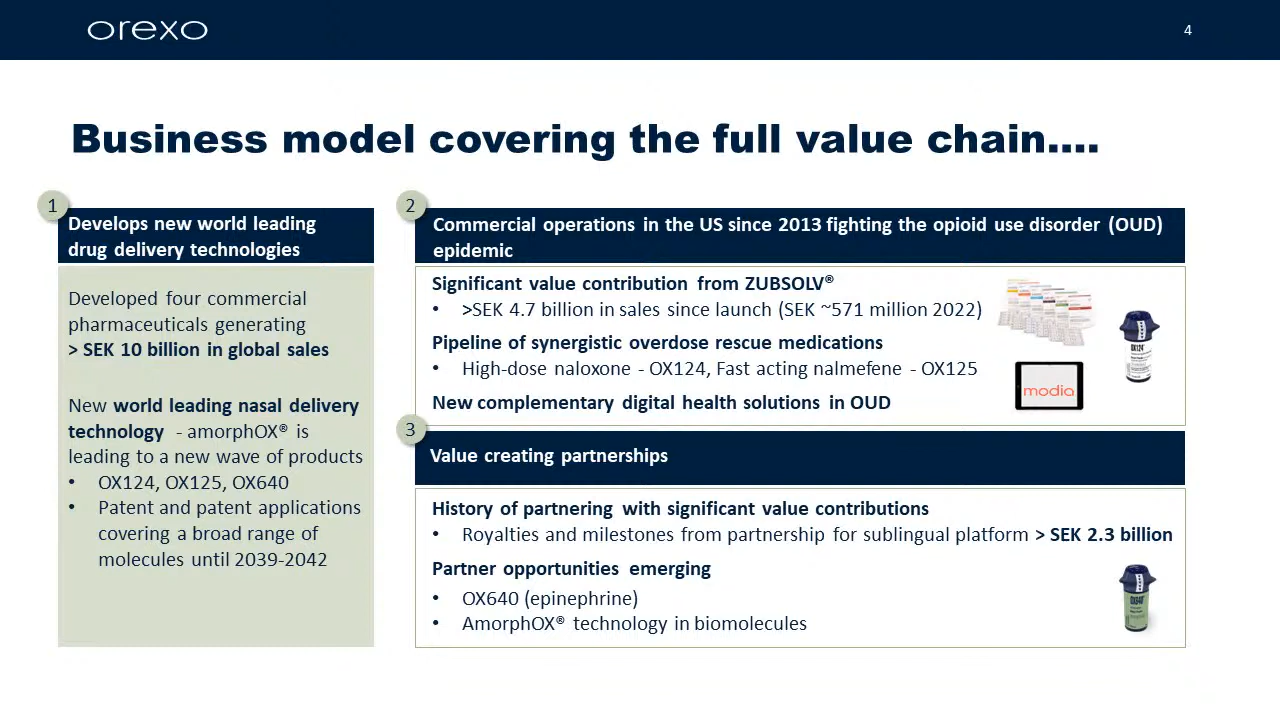 orexo
4
Business model covering the full value chain....
1
Develops new world leading
drug delivery technologies
Developed four commercial
pharmaceuticals generating
> SEK 10 billion in global sales
New world leading nasal delivery
technology - amorphOX® is
leading to a new wave of products
• OX124, OX125, OX640
• Patent and patent applications
covering a broad range of
molecules until 2039-2042
2
Commercial operations in the US since 2013 fighting the opioid use disorder (OUD)
epidemic
Significant value contribution from ZUBSOLV®
• >SEK 4.7 billion in sales since launch (SEK ~571 million 2022)
Pipeline of synergistic overdose rescue medications
• High-dose naloxone - OX124, Fast acting nalmefene - OX125
New complementary digital health solutions in OUD
OX124
modia
3
Value creating partnerships
History of partnering with significant value contributions
• Royalties and milestones from partnership for sublingual platform > SEK 2.3 billion
Partner opportunities emerging
• OX640 (epinephrine)
• AmorphOX® technology in biomolecules
OX640